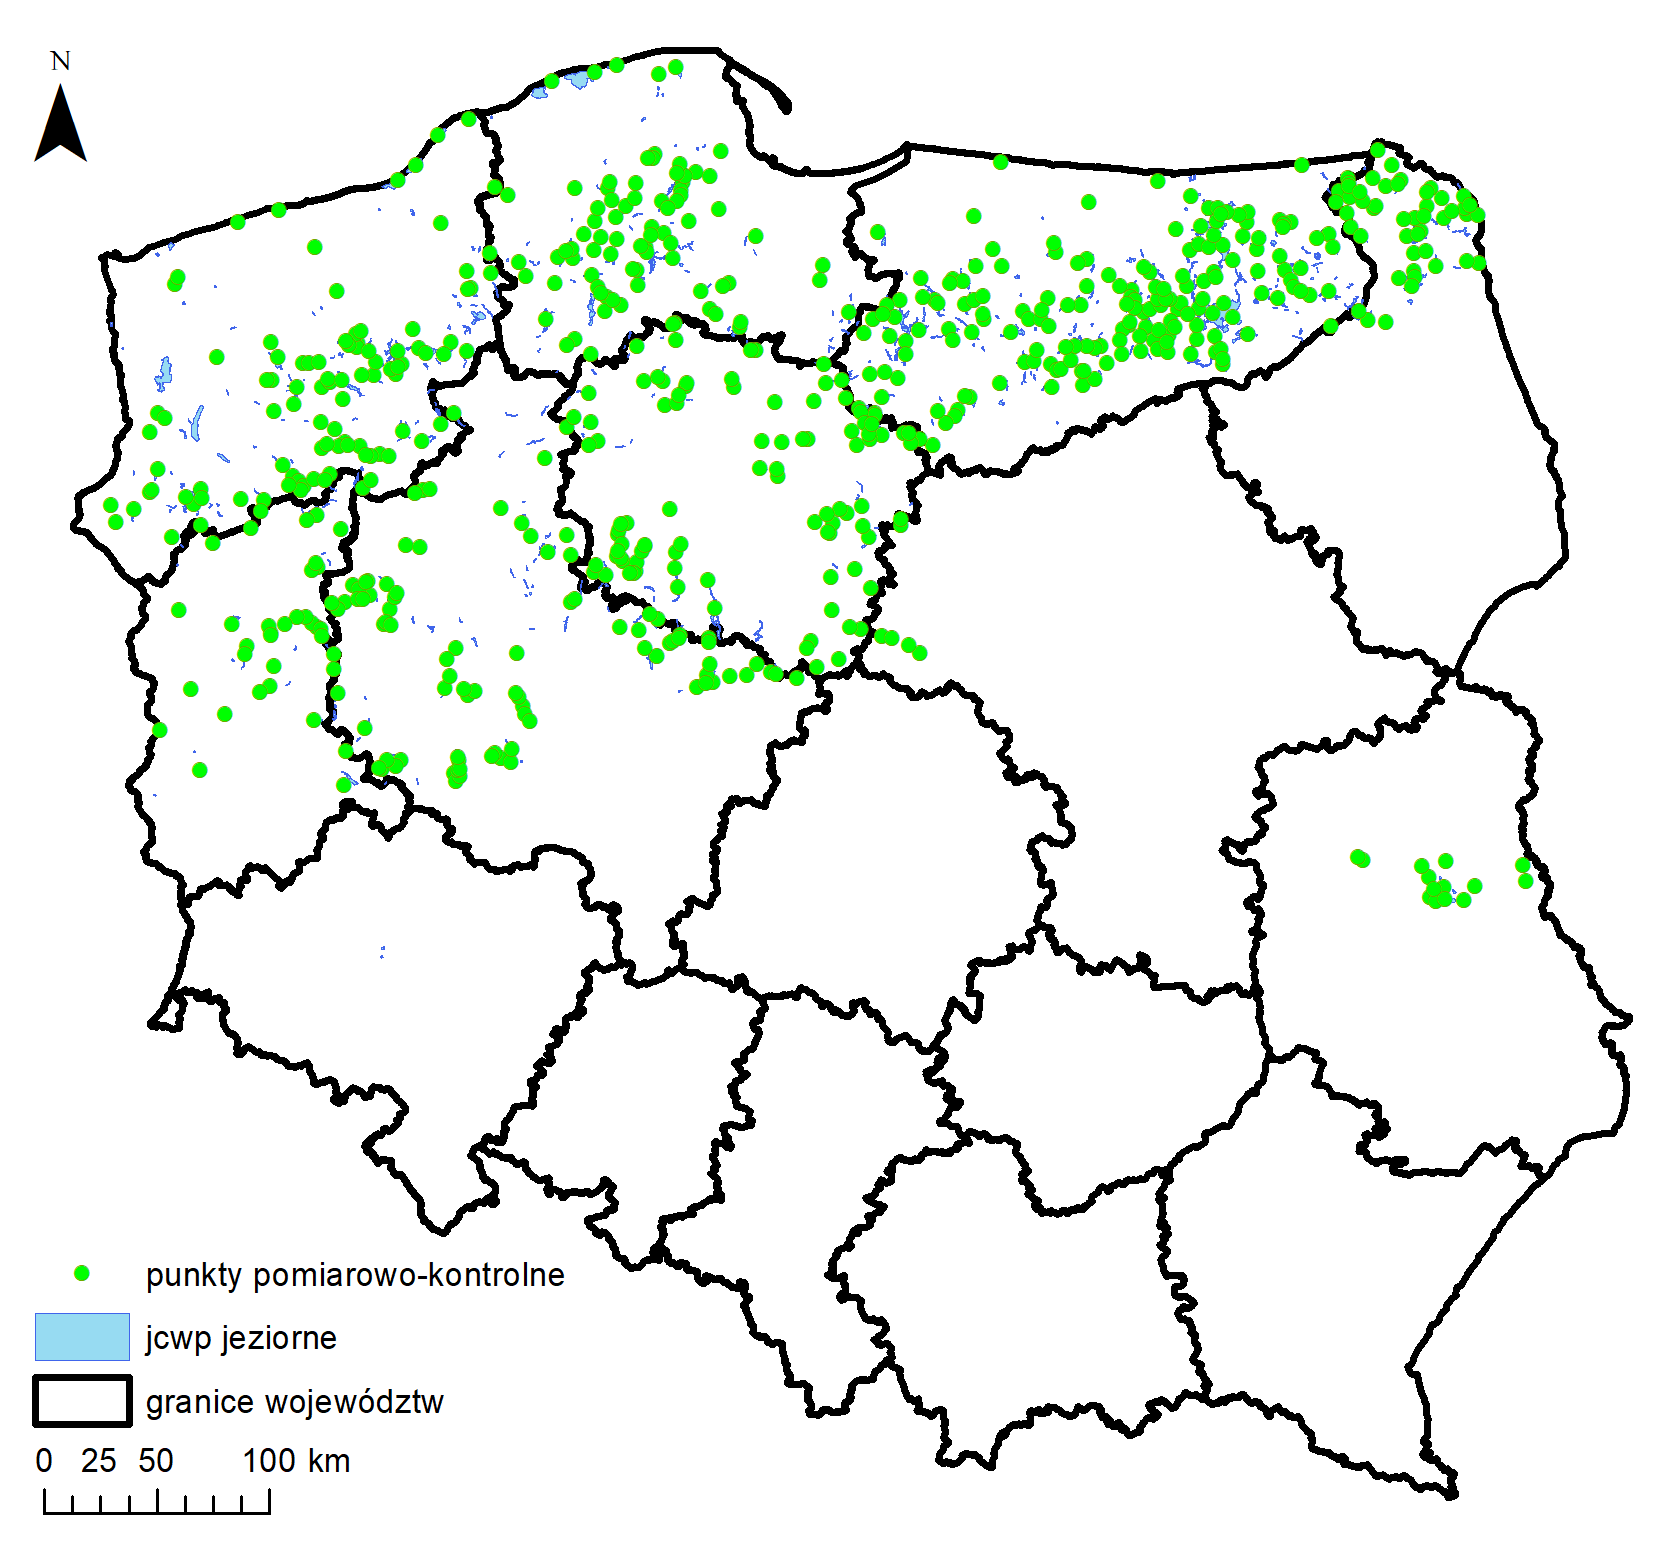 N
punkty pomiarowo-kontrolne
jcwp jeziorne
granice województw
0 25 50 100 km